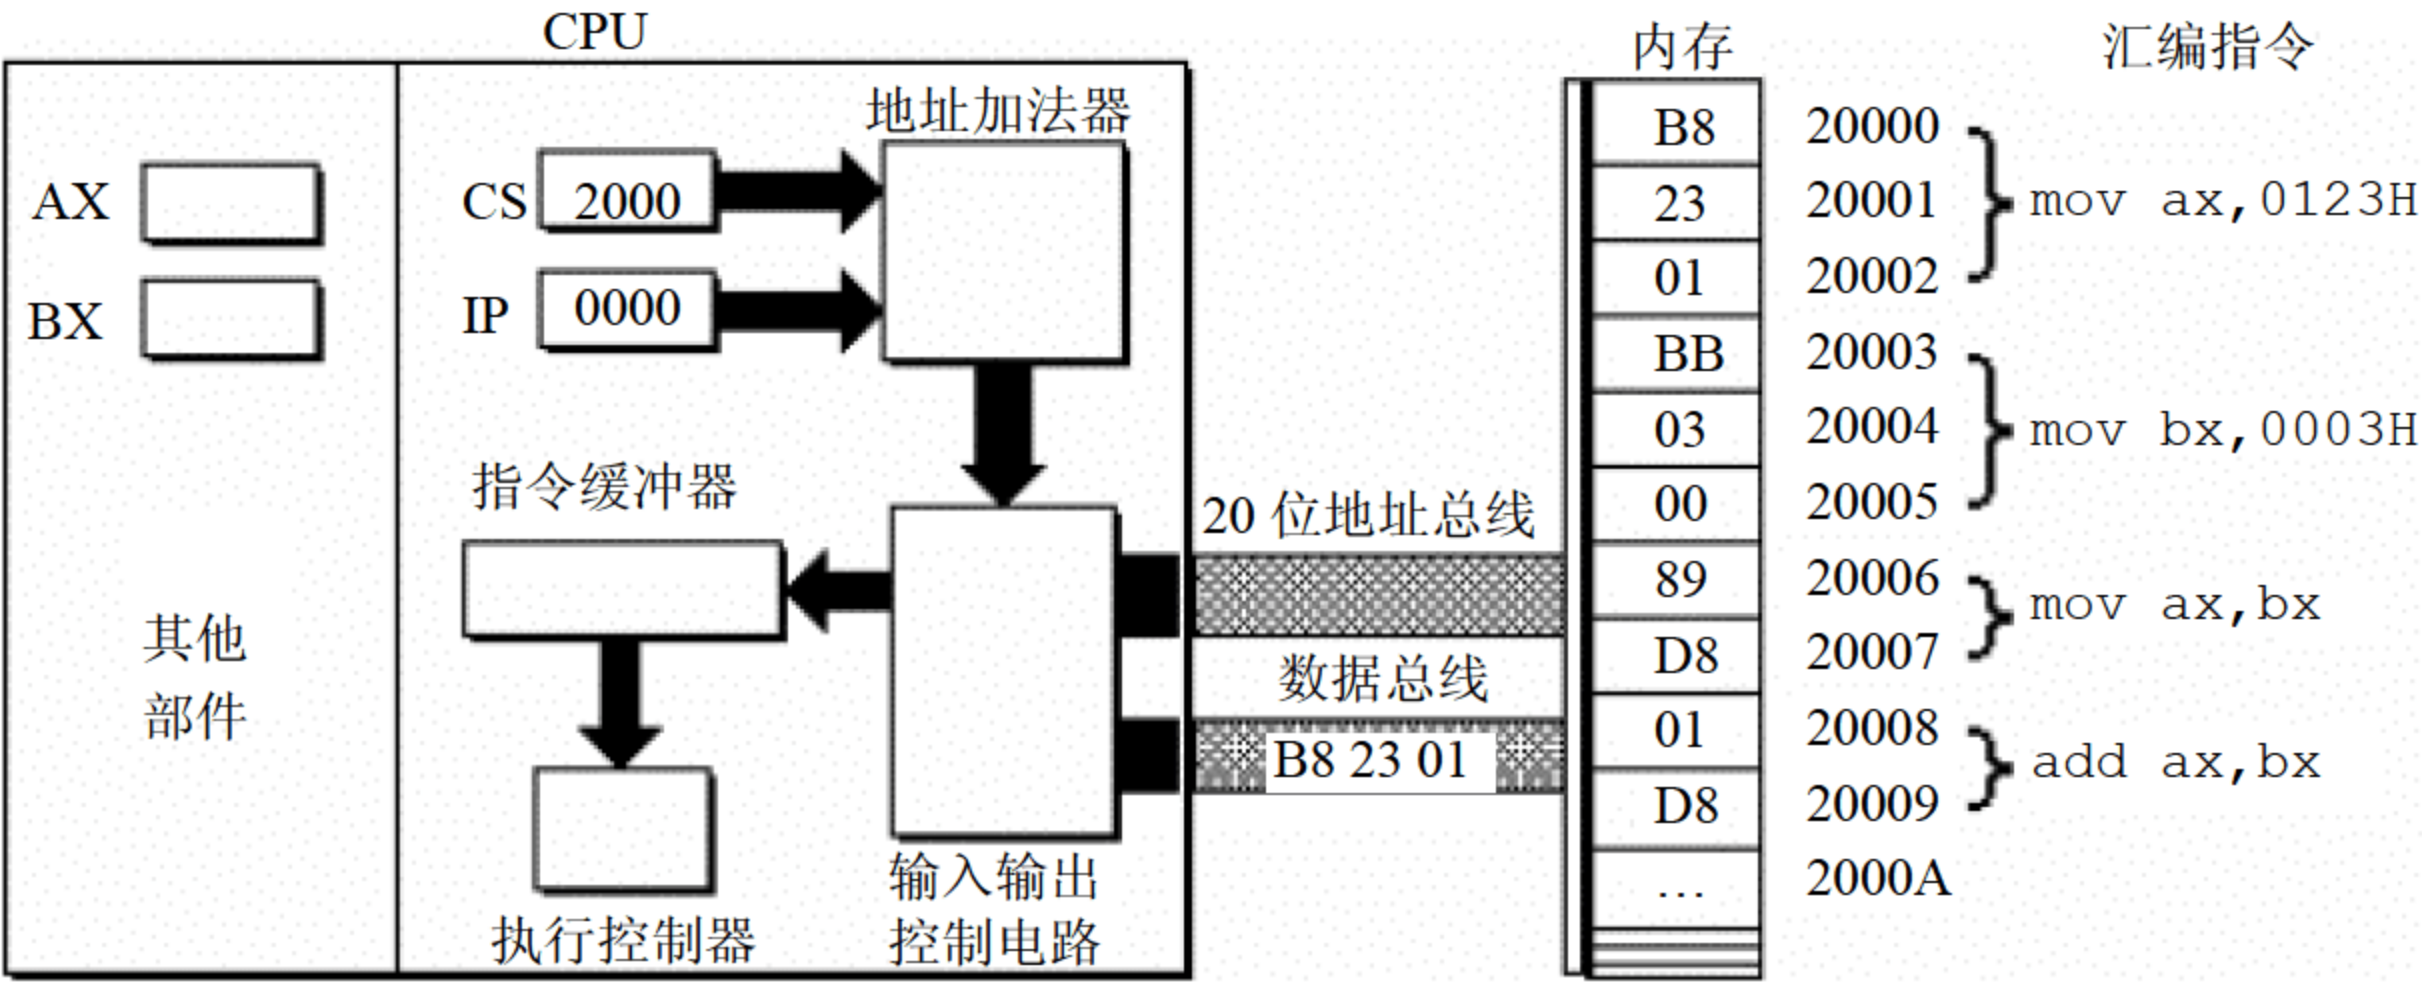 CPU
内存
汇编指令
地址加法器
AX
BX
CS
2000
IP
0000
指令缓冲器
20 位地址总线
数据总线
B8 23 01
其他
部件
执行控制器
输入输出
控制电路
B8 20000
23 20001 mov ax,0123H
01 20002
BB 20003
03 20004 mov bx,0003H
00 20005
89 20006
mov ax,bx
D8 20007
01 20008
add ax,bx
D8 20009
… 2000A